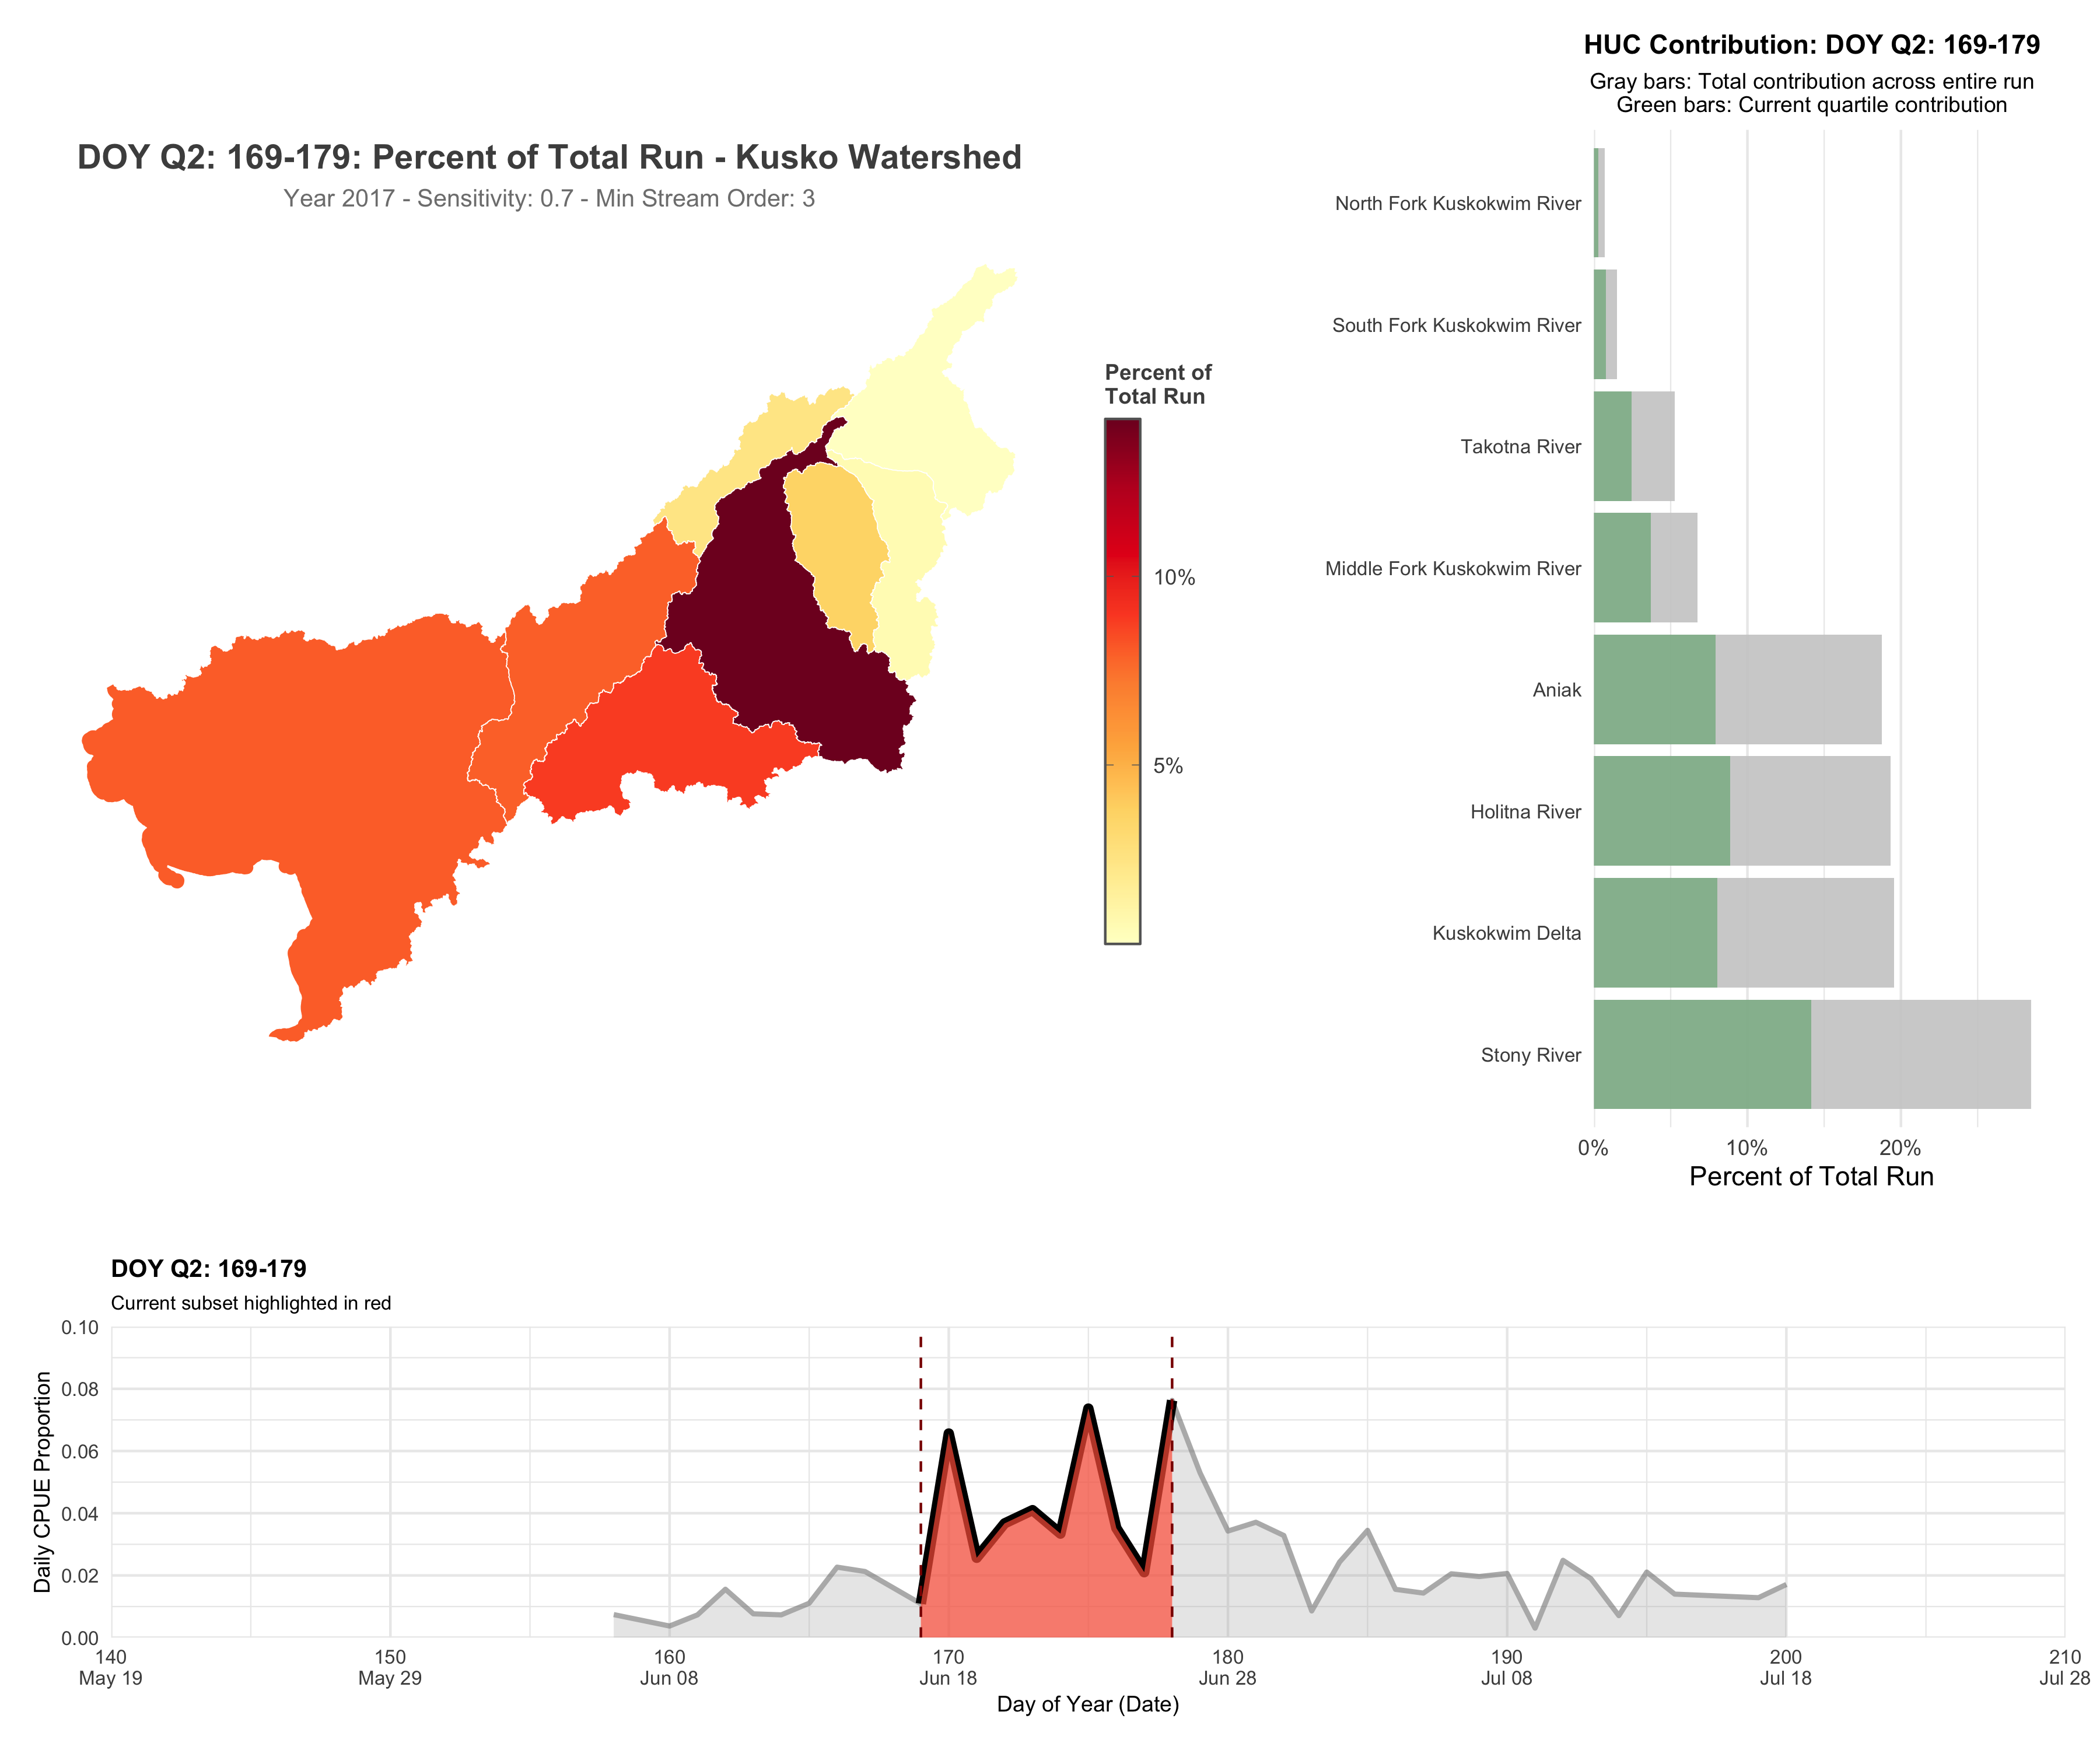 HUC Contribution: DOY Q2: 169-179
Gray bars: Total contribution across entire run
Green bars: Current quartile contribution
DOY Q2: 169-179: Percent of Total Run - Kusko Watershed
Year 2017 - Sensitivity: 0.7 - Min Stream Order: 3
Percent of
Total Run
10%
5%
North Fork Kuskokwim River
South Fork Kuskokwim River
Takotna River
Middle Fork Kuskokwim River
Aniak
Holitna River
Kuskokwim Delta
Stony River
0% 10% 20%
Percent of Total Run
DOY Q2: 169-179
Current subset highlighted in red
Daily CPUE Proportion
0.10
0.08
0.06
0.04
0.02
0.00
140 150 160 170 180 190 200 210
May 19 May 29 Jun 08 Jun 18 Jun 28 Jul 08 Jul 18 Jul 28
Day of Year (Date)